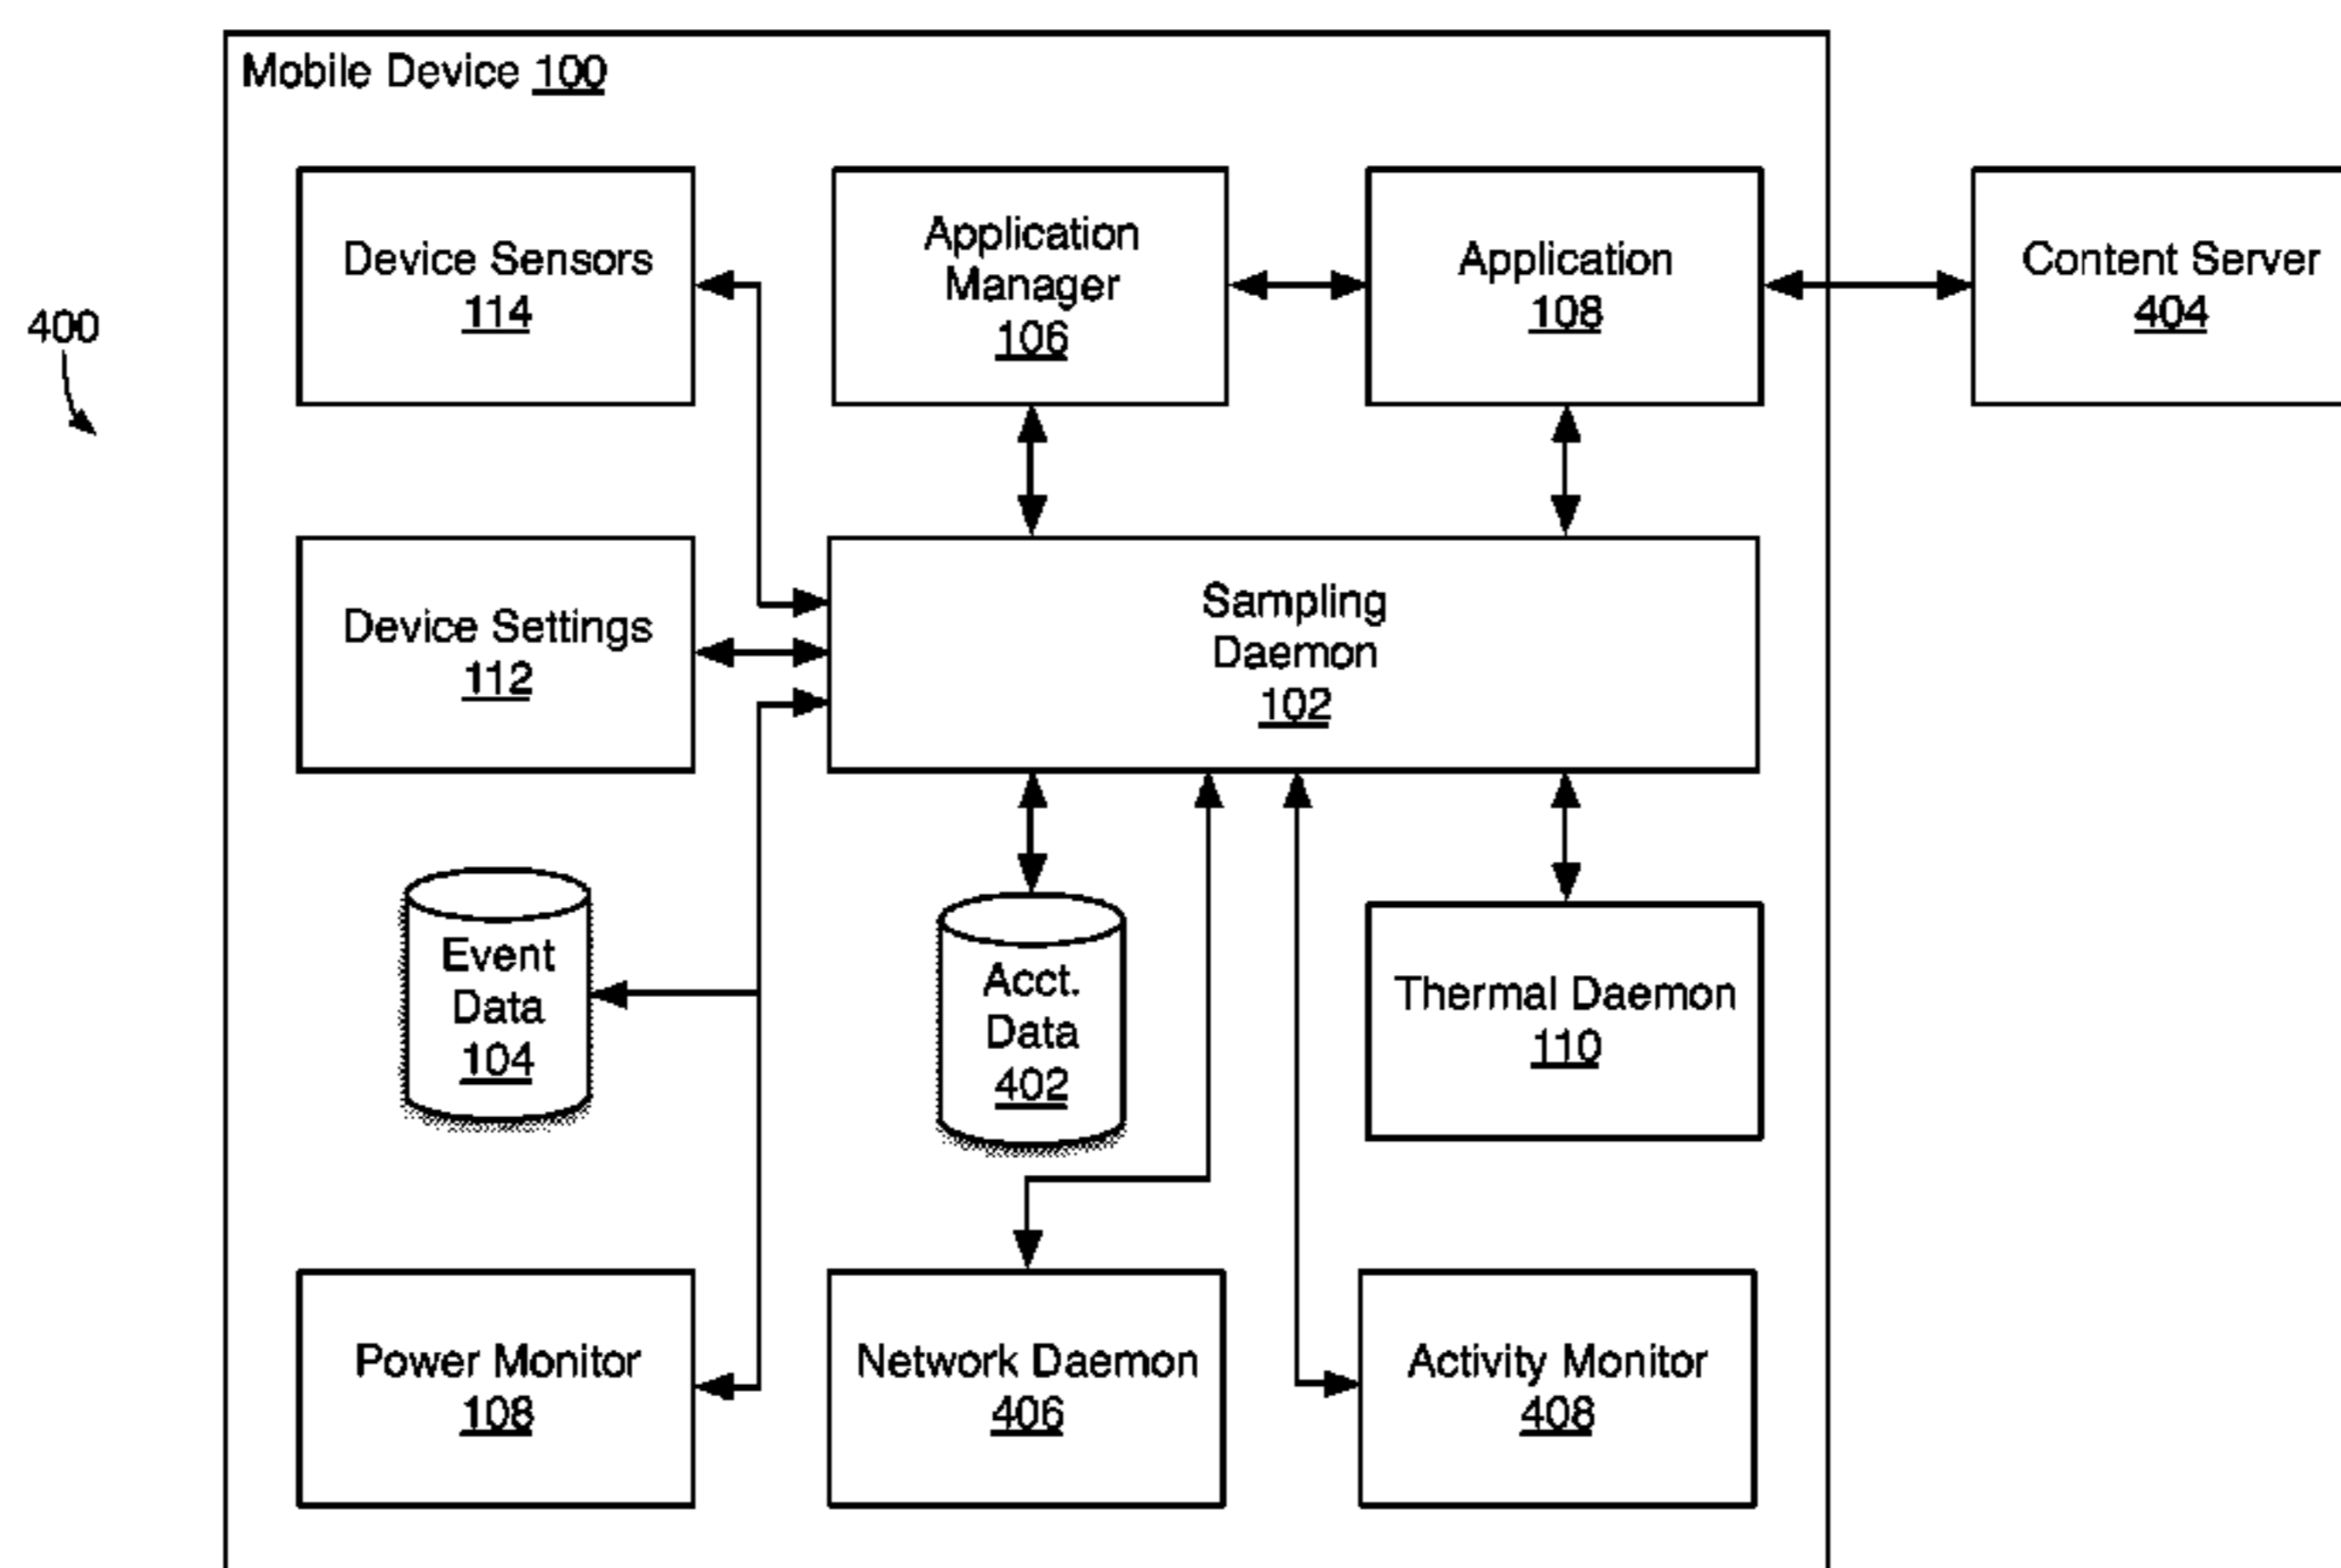 Mobile Device 100
Device Sensors
114
Application
Manager
106
Application
108
Content Server
404
400
Device Settings
112
Sampling
Daemon
102
Event
Data
104
Acct.
Data
402
Thermal Daemon
110
Power Monitor
108
Network Daemon
406
Activity Monitor
408